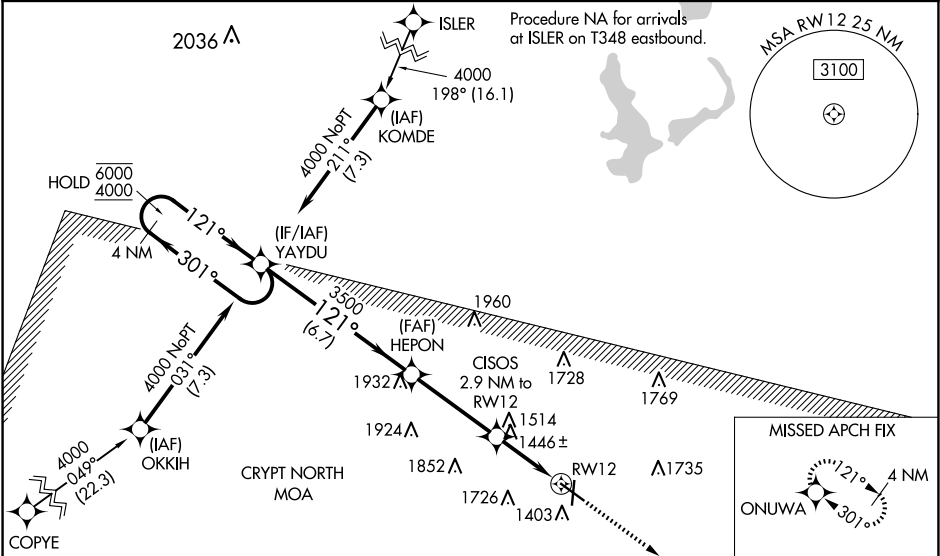 2036
ISLER
Procedure NA for arrivals
at ISLER on T348 eastbound.
MSA RW12 25 NM
3100
4000
198° (16.1)
(IAF)
KOMDE
4000 NoPT
211°
(7.3)
HOLD
6000
4000
121°
4 NM
301°
(IF/IAF)
YAYDU
3500
121°
(6.7)
1960
(FAF)
HEPON
CISOS
2.9 NM to
RW12
1728
1769
1932
1924
1514
1446±
4000 NoPT
031°
(7.3)
(IAF)
OKKIH
4000
049°
(22.3)
COPYE
CRYPT NORTH
MOA
1852
1726
1403
RW12
1735
MISSED APCH FIX
121°
4 NM
ONUWA
301°